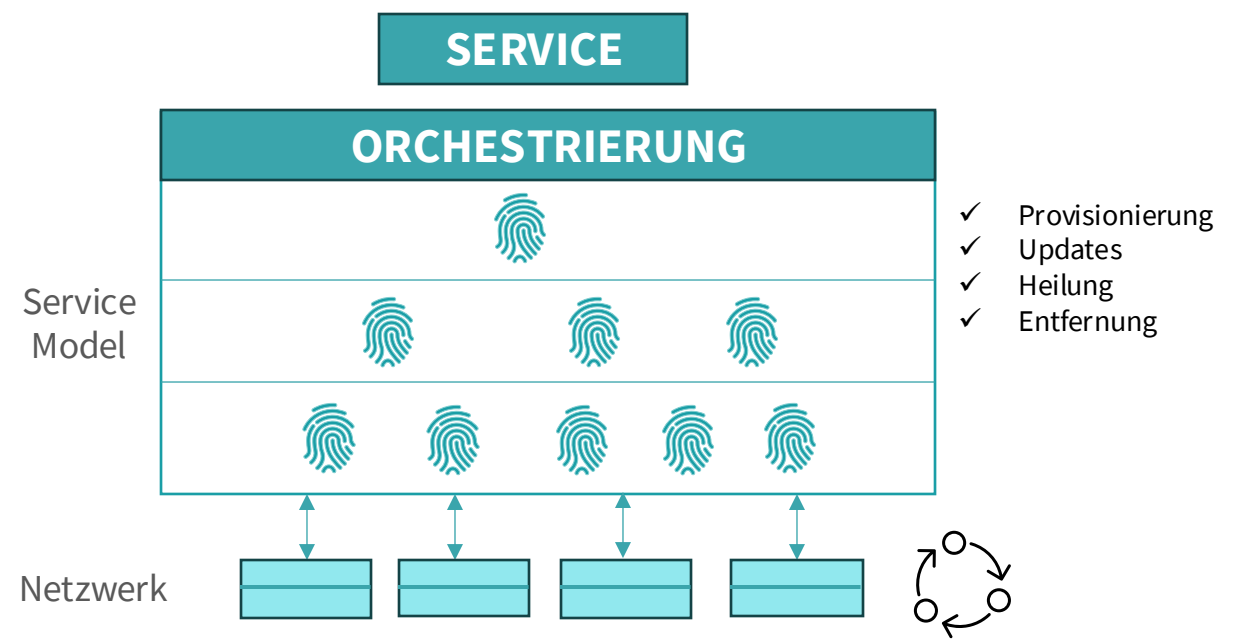 SERVICE
ORCHESTRIERUNG
Service
Model
✓ Provisionierung
✓ Updates
✓ Heilung
✓ Entfernung
Netzwerk